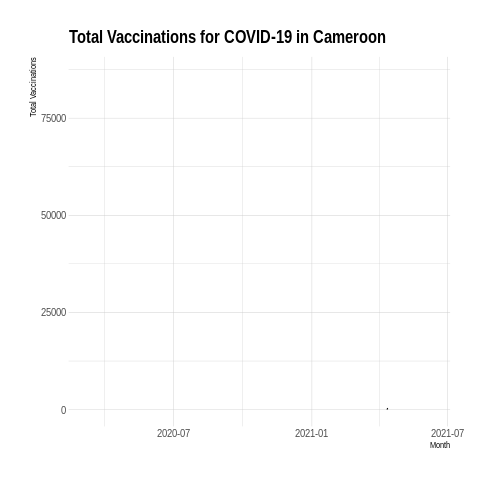 Total Vaccinations for COVID-19 in Cameroon
Total Vaccinations
75000
50000
25000
0
2020-07 2021-01 2021-07
Month